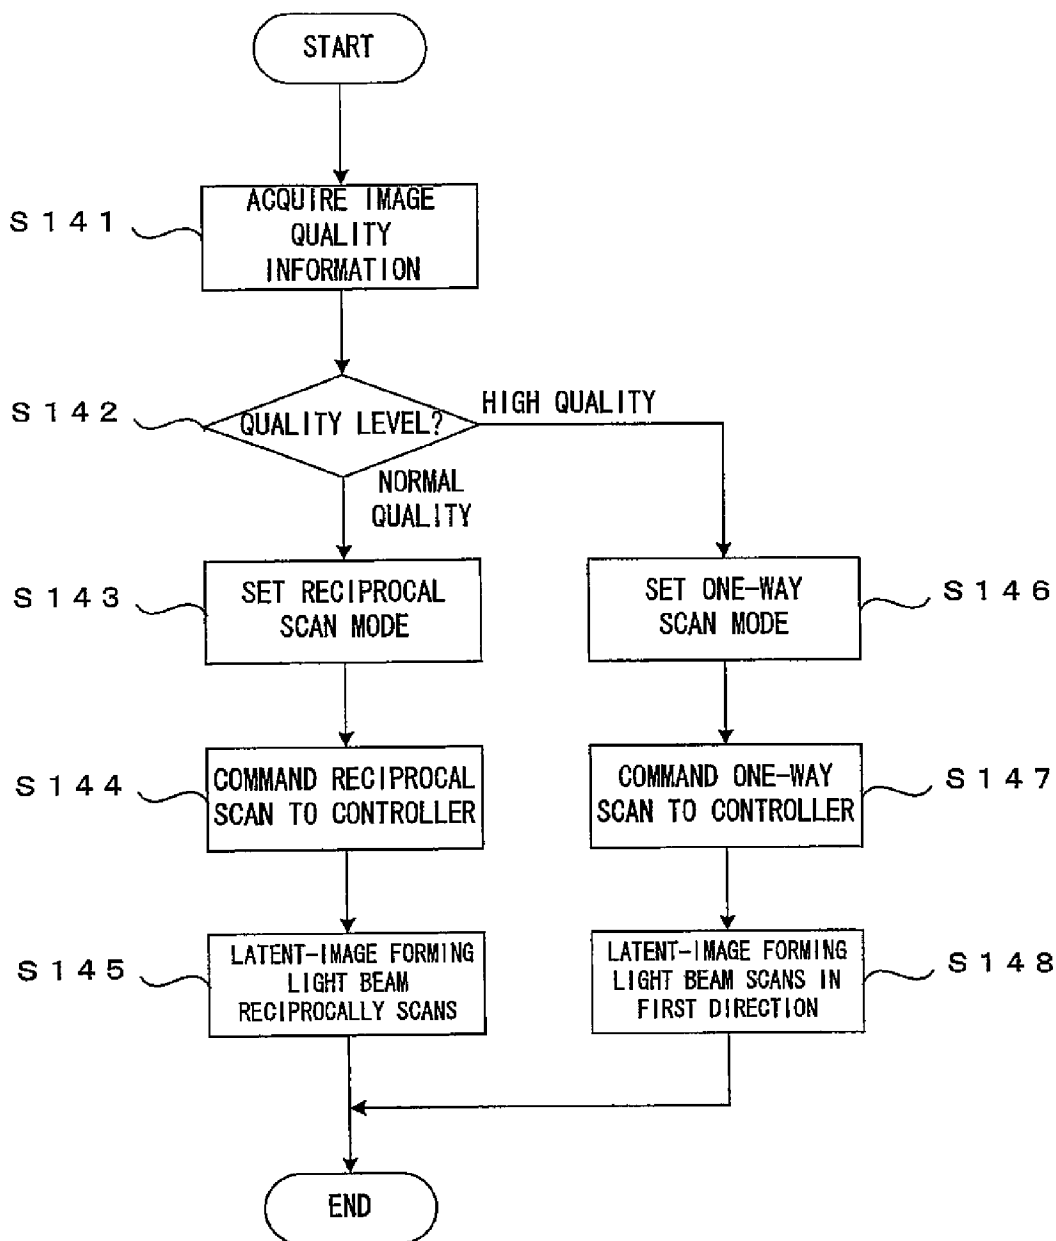 START
S141
ACQUIRE IMAGE
QUALITY
INFORMATION
S142
QUALITY LEVEL?
HIGH QUALITY
NORMAL
QUALITY
S143
SET RECIPROCAL
SCAN MODE
SET ONE-WAY
SCAN MODE
S146
S144
COMMAND RECIPROCAL
SCAN TO CONTROLLER
COMMAND ONE-WAY
SCAN TO CONTROLLER
S147
S145
LATENT-IMAGE FORMING
LIGHT BEAM
RECIPROCALLY SCANS
LATENT-IMAGE FORMING
LIGHT BEAM SCANS IN
FIRST DIRECTION
S148
END